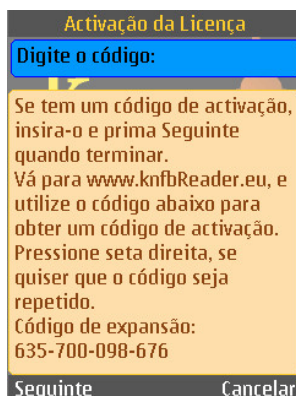 Activação da Licença
Digite o código:
Se tem um código de activação,
insira-o e prima Seguinte
quando terminar.
Vá para www.knfbReader.eu, e
utilize o código abaixo para
obter um código de activação.
Pressione seta direita, se
quiser que o código seja
repetido.
Código de expansão:
635-700-098-676
Seguinte Cancelar